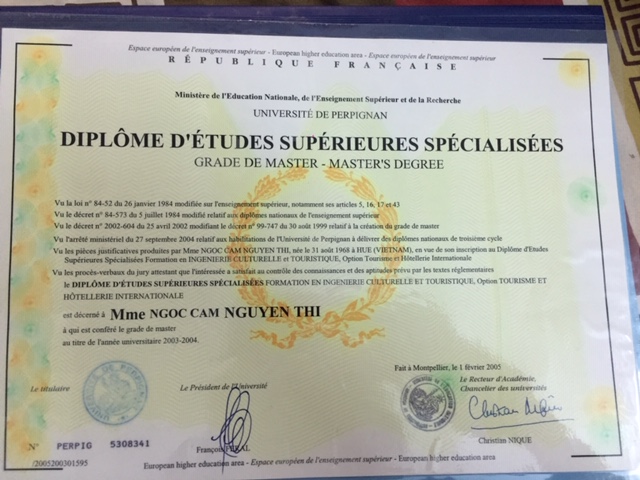 Espace européen de l'enseignement supérieur - European higher education area - Espace européen de l'enseignement supérieur
RÉPUBLIQUE FRANÇAISE
Ministère de l'Education Nationale, de l'Enseignement Supérieur et de la Recherche
UNIVERSITÉ DE PERPIGNAN
DIPLÔME D'ÉTUDES SUPÉRIEURES SPÉCIALISÉES
GRADE DE MASTER - MASTER'S DEGREE
Vu la loi n° 84-52 du 26 janvier 1984 modifiée sur l'enseignement supérieur, notamment ses articles 5, 16, 17 et 43
Vu le décret n° 84-573 du 5 juillet 1984 modifié relatif aux diplômes nationaux de l'enseignement supérieur
Vu le décret n° 2002-604 du 25 avril 2002 modifiant le décret n° 99-747 du 30 août 1999 relatif à la création du grade de master
Vu l'arrêté ministériel du 27 septembre 2004 relatif aux habilitations de l'Université de Perpignan à délivrer des diplômes nationaux de troisième cycle
Vu les pièces justificatives produites par Mme NGOC CAM NGUYEN THI, née le 31 août 1968 à HUE (VIETNAM), en vue de son inscription au Diplôme d'Etudes
Supérieures Spécialisées Formation en INGENIERIE CULTURELLE et TOURISTIQUE, Option Tourisme et Hôtellerie Internationale
Vu les procès-verbaux du jury attestant que l'intéressée a satisfait au contrôle des connaissances et des aptitudes prévu par les textes réglementaires
le DIPLÔME D'ÉTUDES SUPÉRIEURES SPÉCIALISÉES FORMATION EN INGENIERIE CULTURELLE ET TOURISTIQUE, Option TOURISME ET
HÔTELLERIE INTERNATIONALE
est décerné à Mme NGOC CAM NGUYEN THI
à qui est conféré le grade de master
au titre de l'année universitaire 2003-2004.
Fait à Montpellier, le 1 février 2005
Le titulaire
Le Président de l'Université
Le Recteur d'Académie,
Chancelier des universités
François
Christian NIQUE
N° PERPIG 5308341
/2005200301595
European higher education area - Espace européen de l'enseignement supérieur - European higher education area